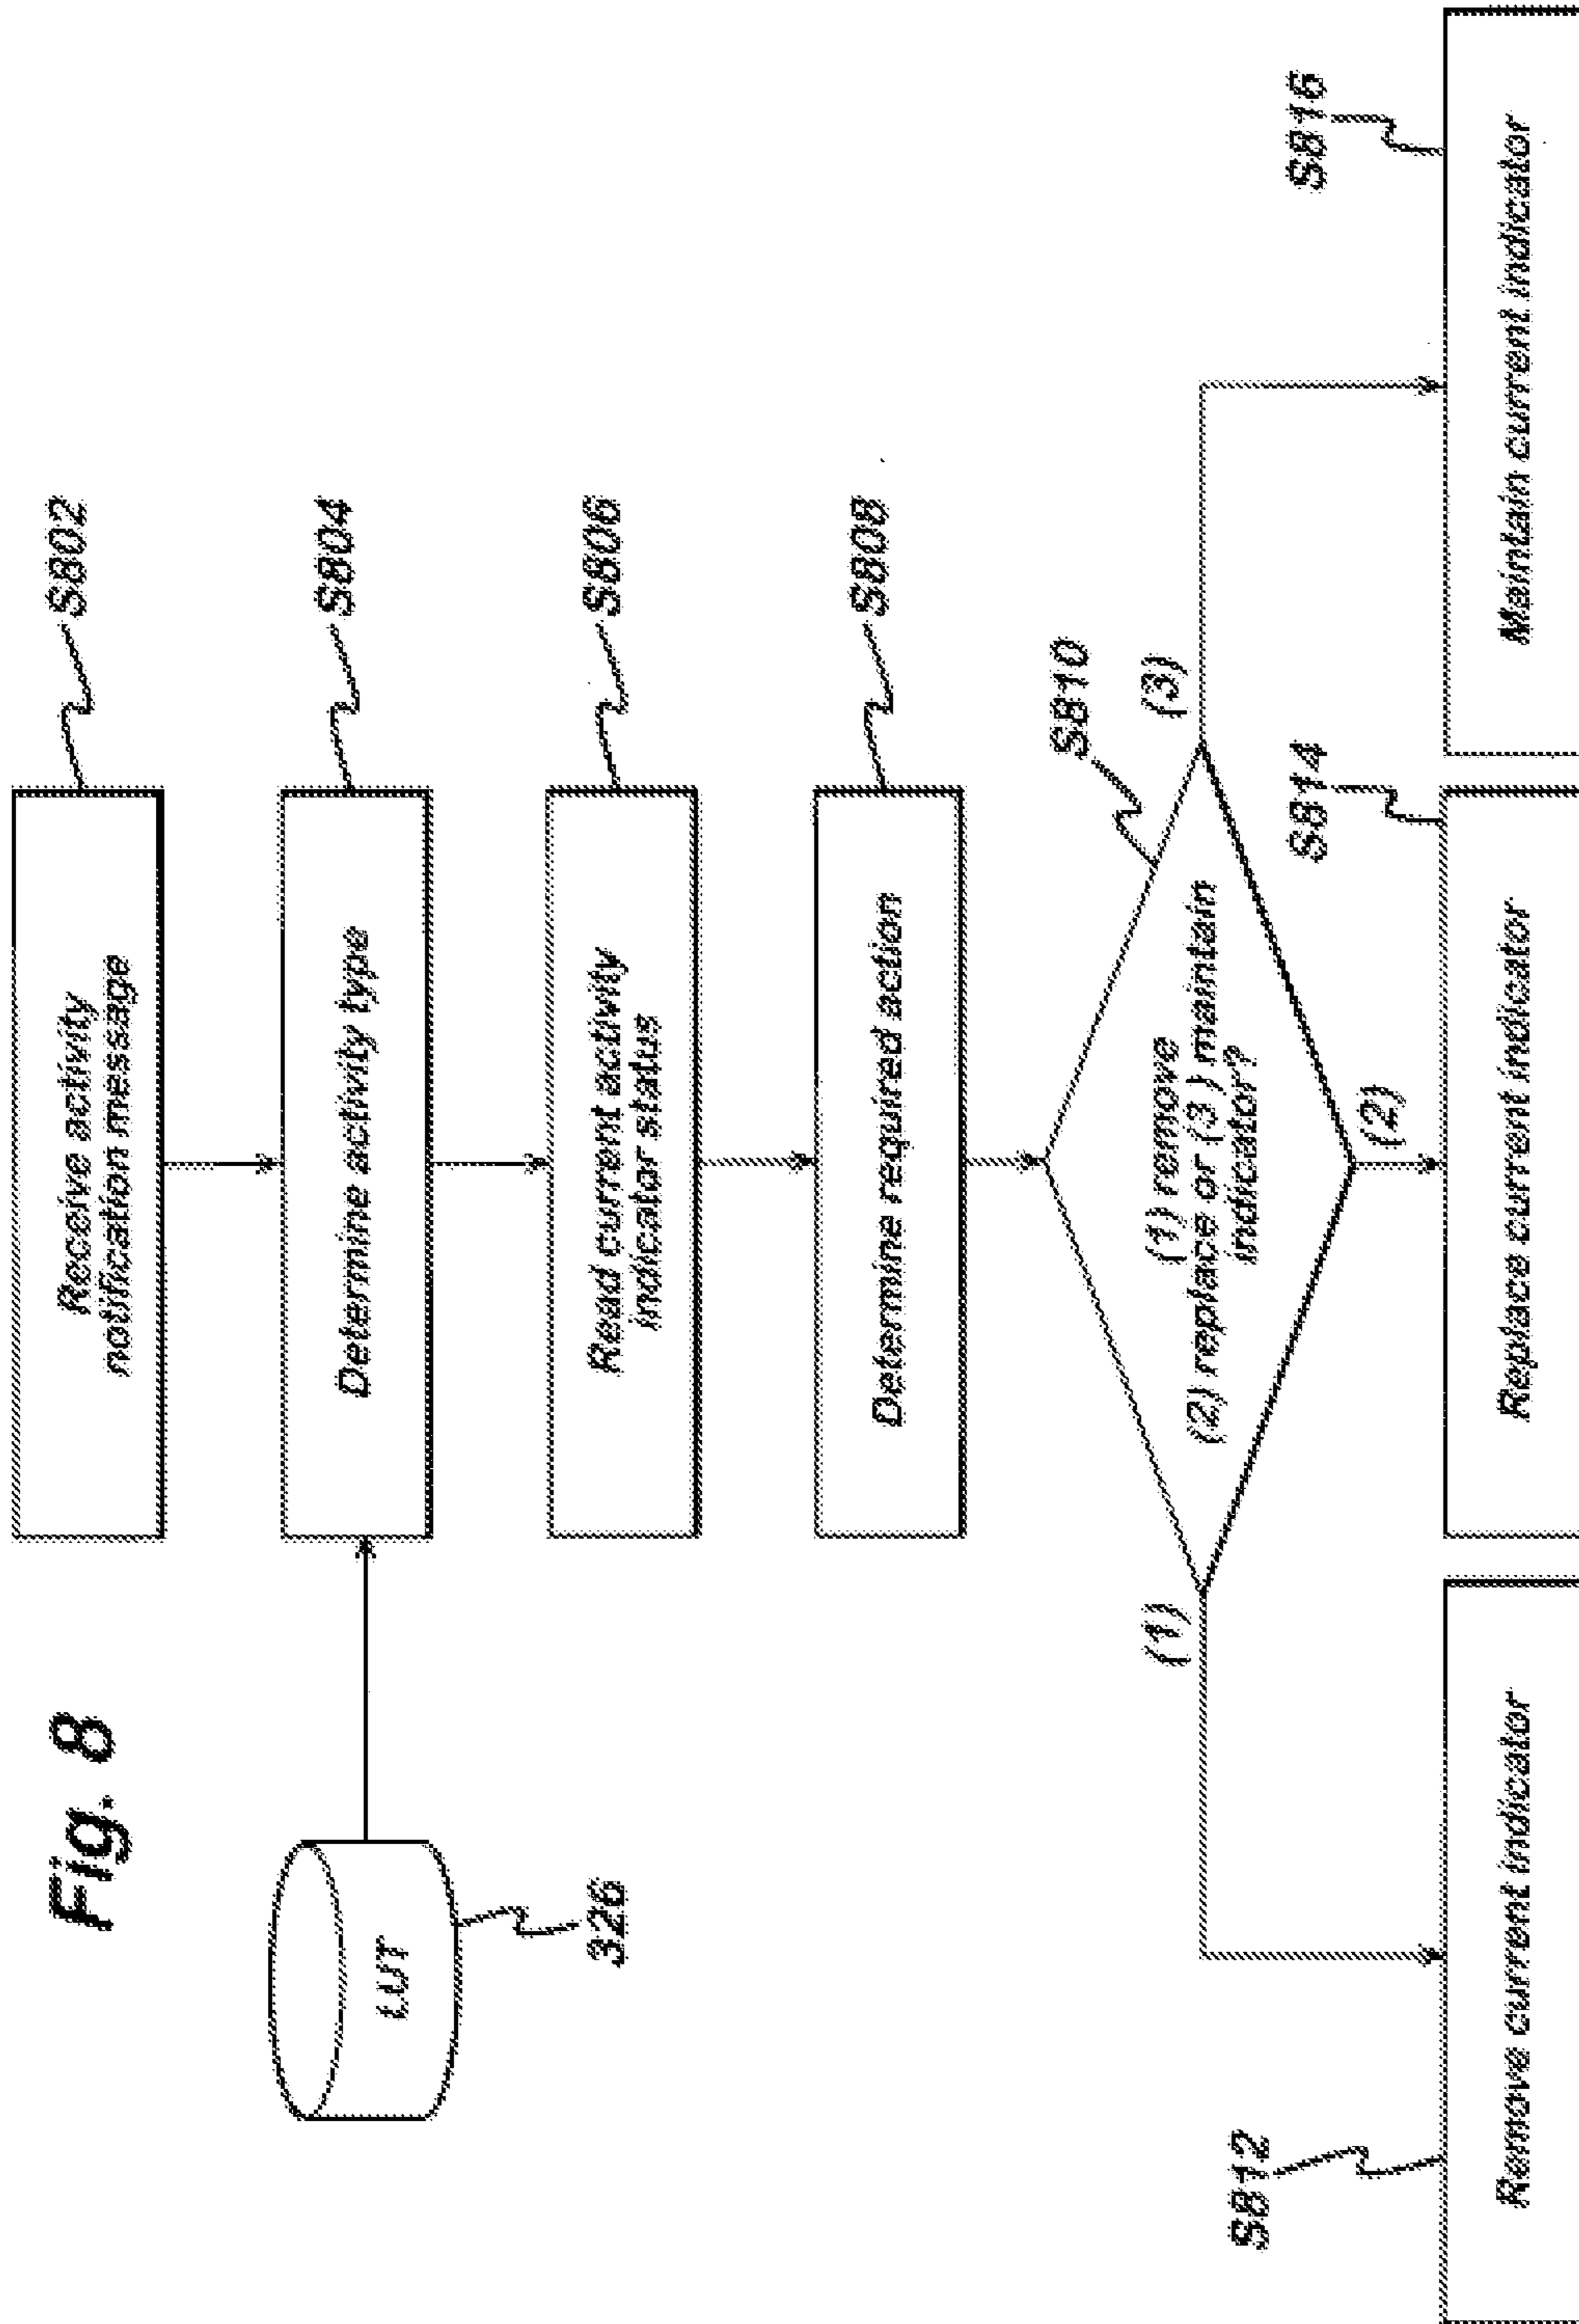 Fig. 8
Receive activity
notification message
S802
LUT
326
Determine activity type
S804
Read current activity
indicator status
S806
Determine required action
S808
(1) remove
(2) replace or (3) maintain
indicator?
S810
(1)
(2)
(3)
S812
Remove current indicator
S814
Replace current indicator
S816
Maintain current indicator